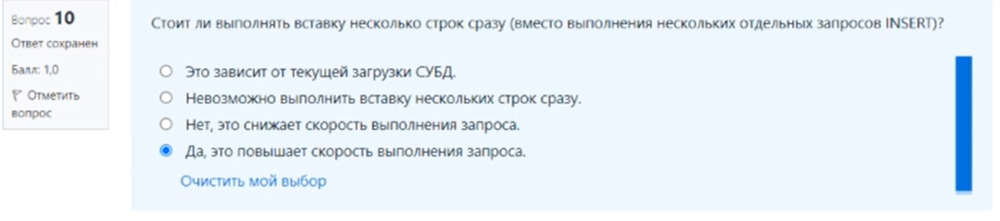 Вопрос 10
Ответ сохранен
Балл: 1,0
Отметить
вопрос
Стоит ли выполнять вставку несколько строк сразу (вместо выполнения нескольких отдельных запросов INSERT)?
Это зависит от текущей загрузки СУБД.
Невозможно выполнить вставку нескольких строк сразу.
Нет, это снижает скорость выполнения запроса.
Да, это повышает скорость выполнения запроса.
Очистить мой выбор